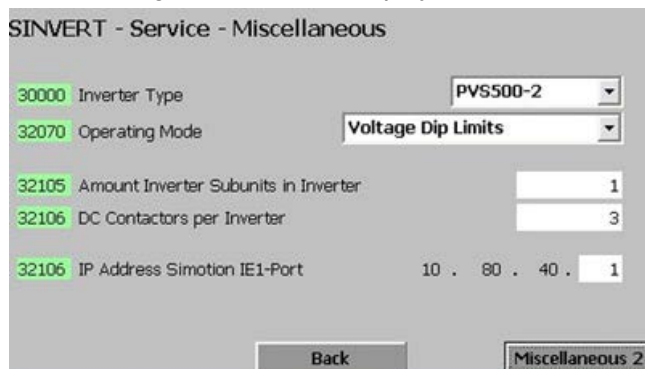 SINVERT - Service - Miscellaneous
30000 Inverter Type PVS500-2
32070 Operating Mode Voltage Dip Limits
32105 Amount Inverter Subunits in Inverter 1
32106 DC Contactors per Inverter 3
32106 IP Address Simotion IE1-Port 10 . 80 . 40 . 1
Back Miscellaneous 2